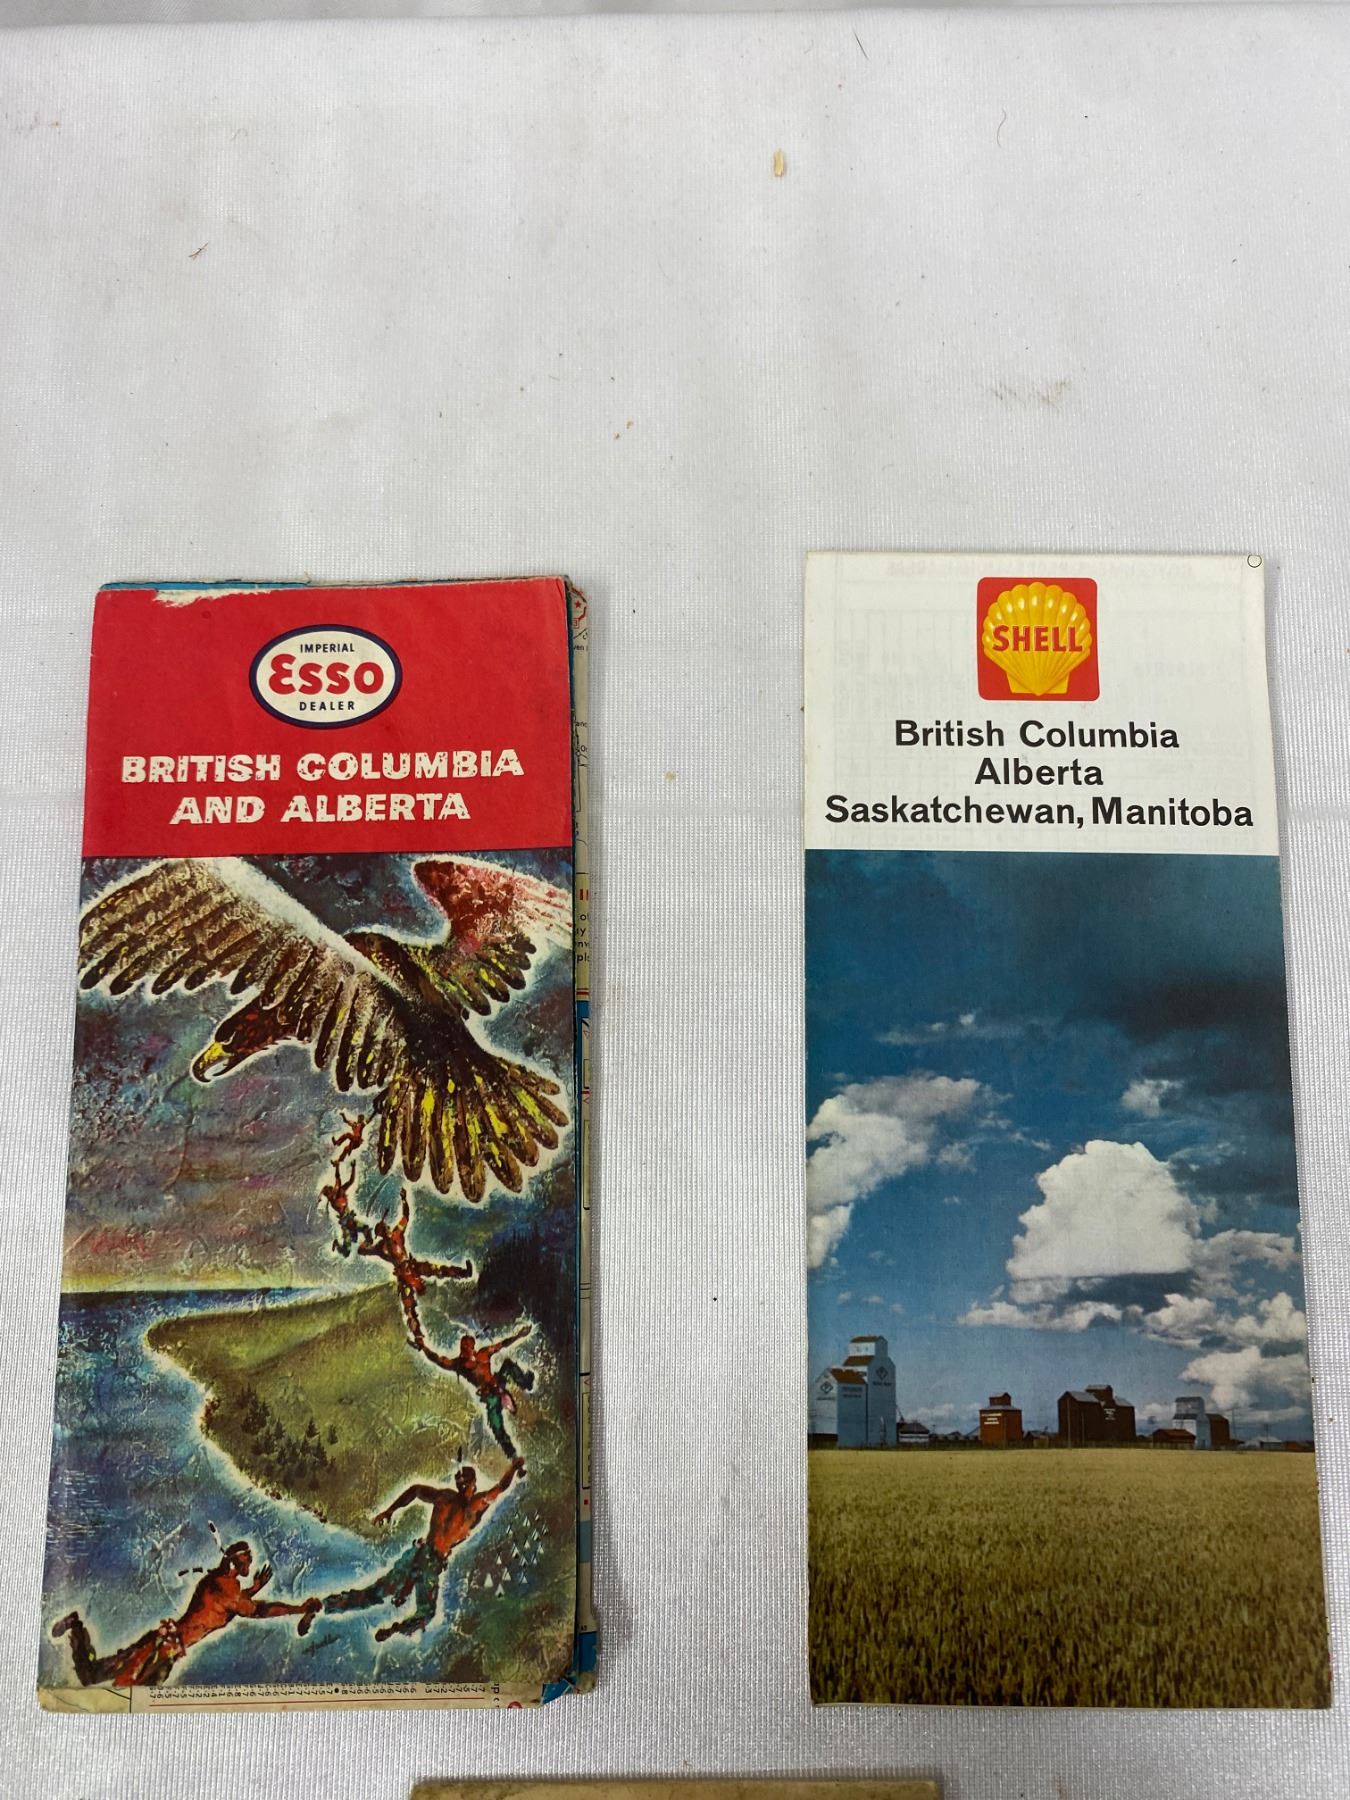 IMPERIAL
Esso
DEALER
BRITISH COLUMBIA
AND ALBERTA
SHELL
British Columbia
Alberta
Saskatchewan, Manitoba